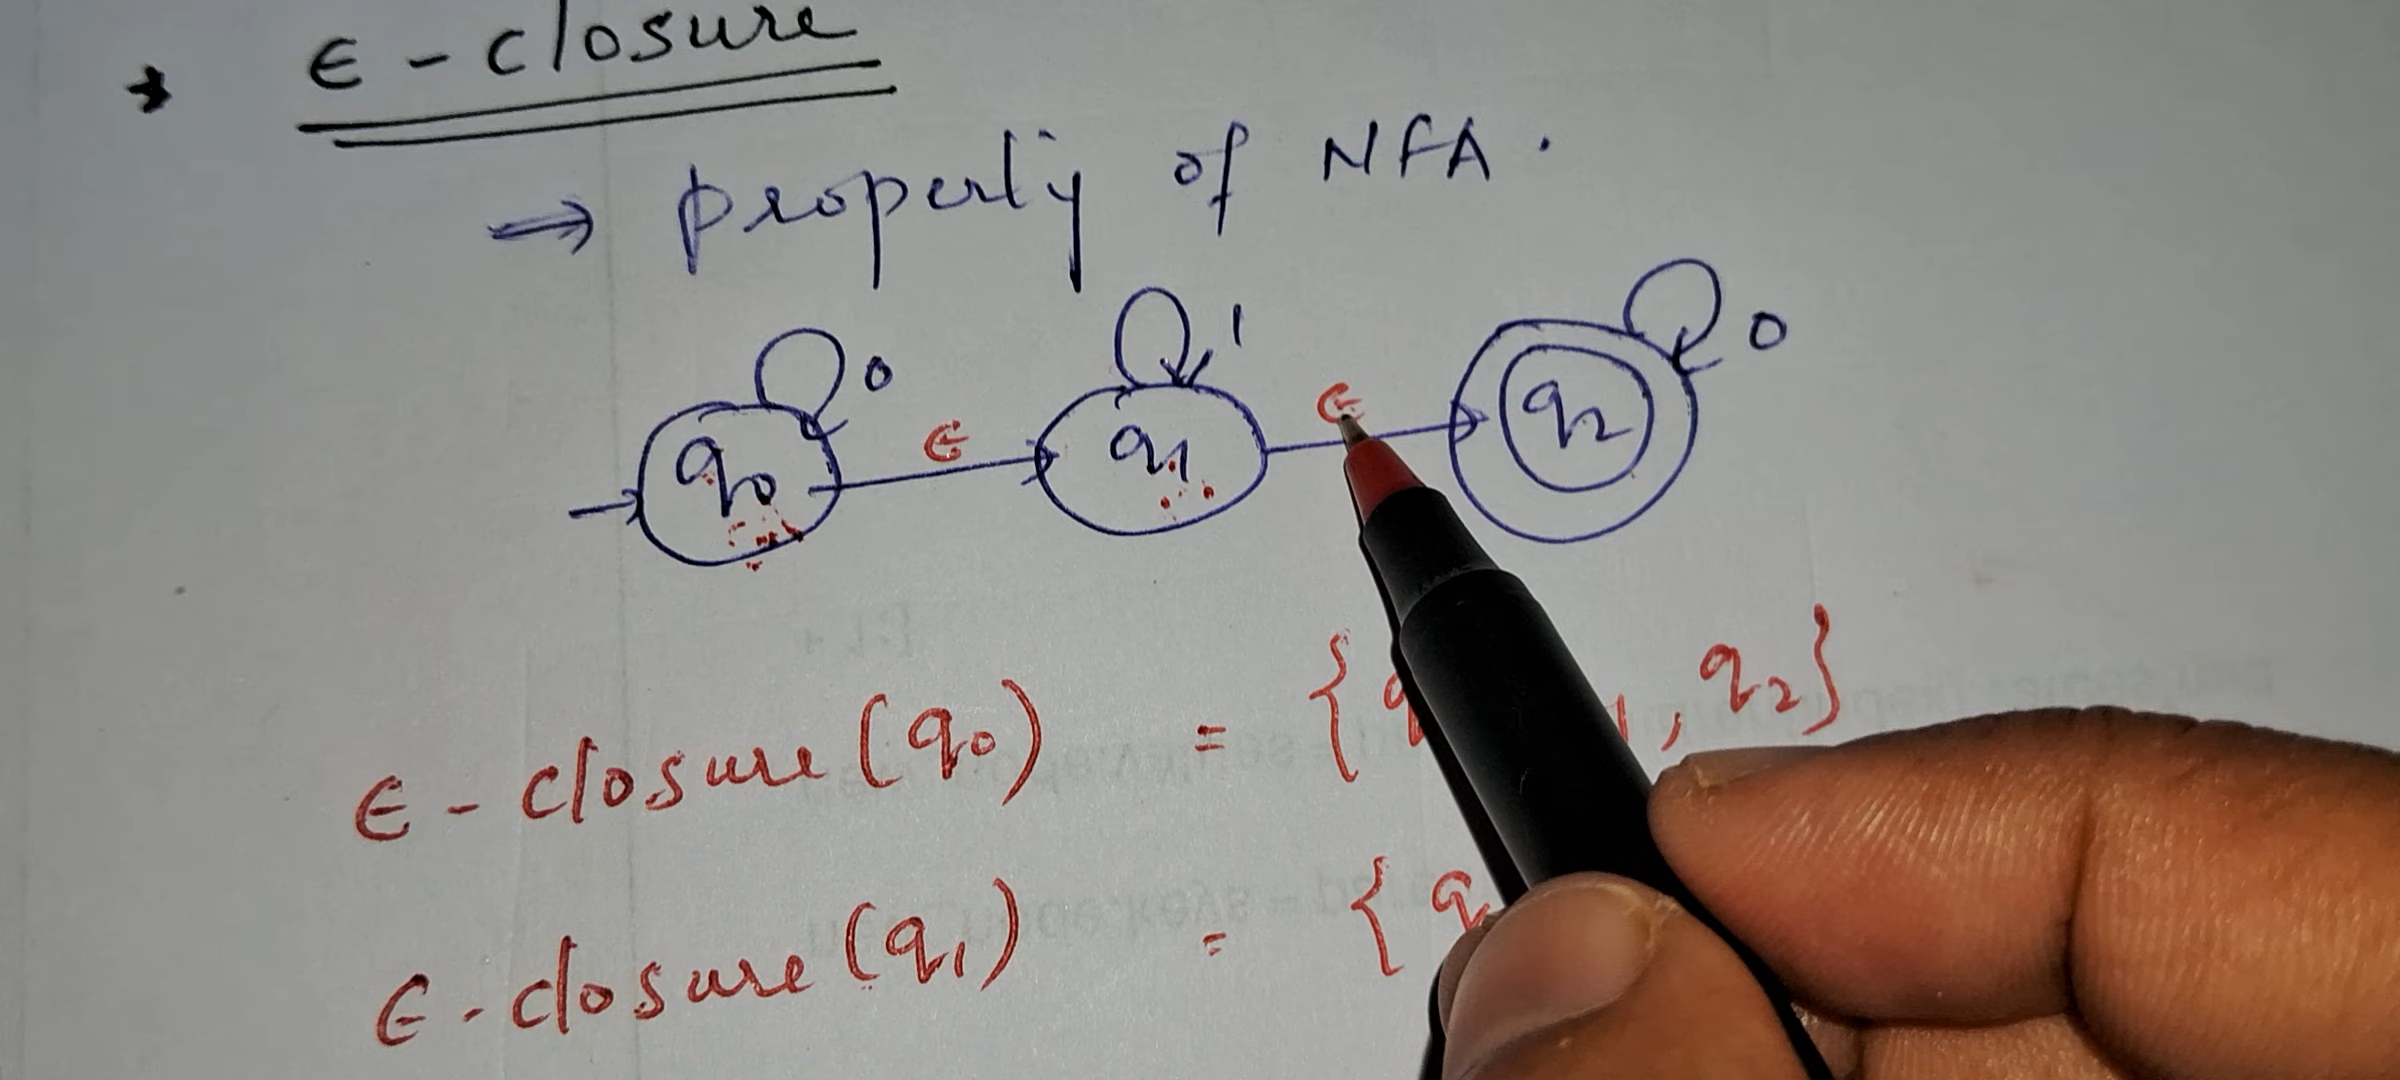 ϵ - closure
⇒ property of NFA.
0 1 0
q0 ϵ q1 ϵ q2
ϵ - closure (q0) = { q , q2}
ϵ - closure (q1) = { q